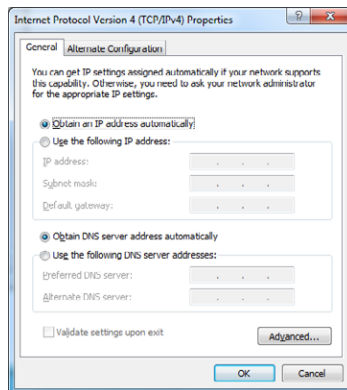 Internet Protocol Version 4 (TCP/IPv4) Properties
General
Alternate Configuration
You can get IP settings assigned automatically if your network supports
this capability. Otherwise, you need to ask your network administrator
for the appropriate IP settings.
Obtain an IP address automatically
Use the following IP address:
IP address:
Subnet mask:
Default gateway:
Obtain DNS server address automatically
Use the following DNS server addresses:
Preferred DNS server:
Alternate DNS server:
Validate settings upon exit
Advanced...
OK
Cancel